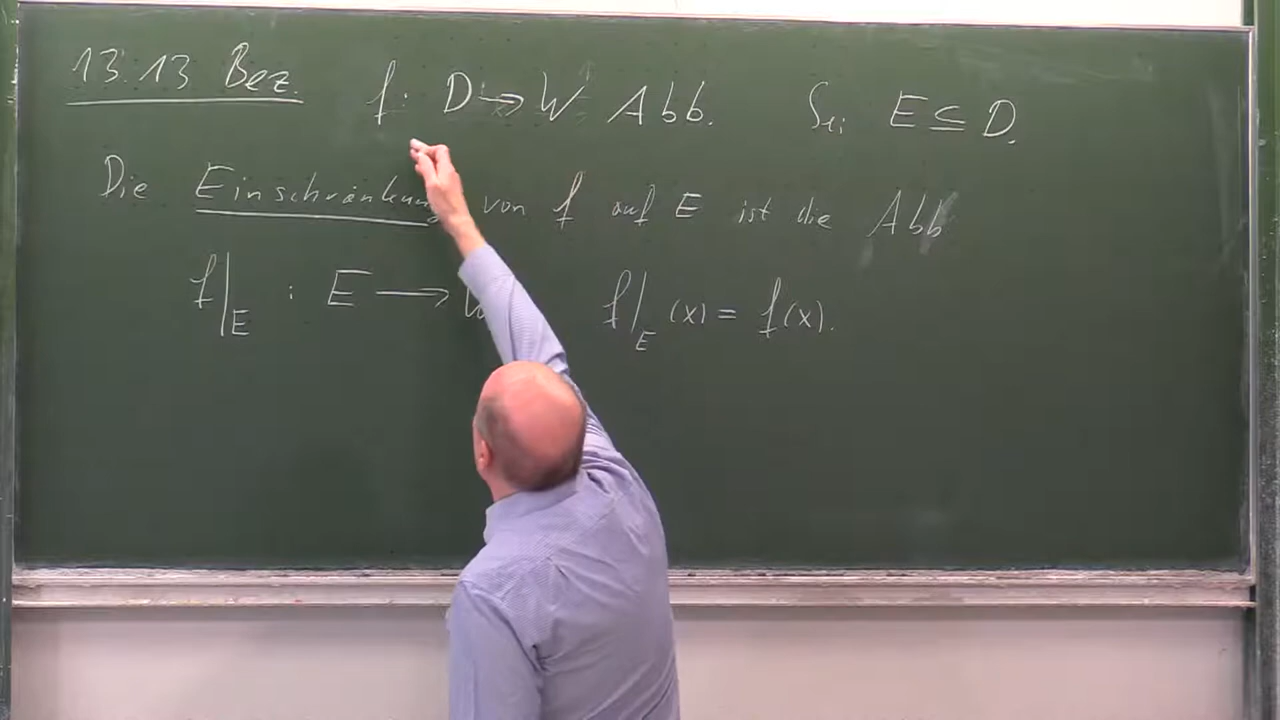 13.13 Bez. f: D → W Abb. Sei E ⊆ D.
Die Einschränkung von f auf E ist die Abb
f|_E : E → W f|_E (x) = f(x).